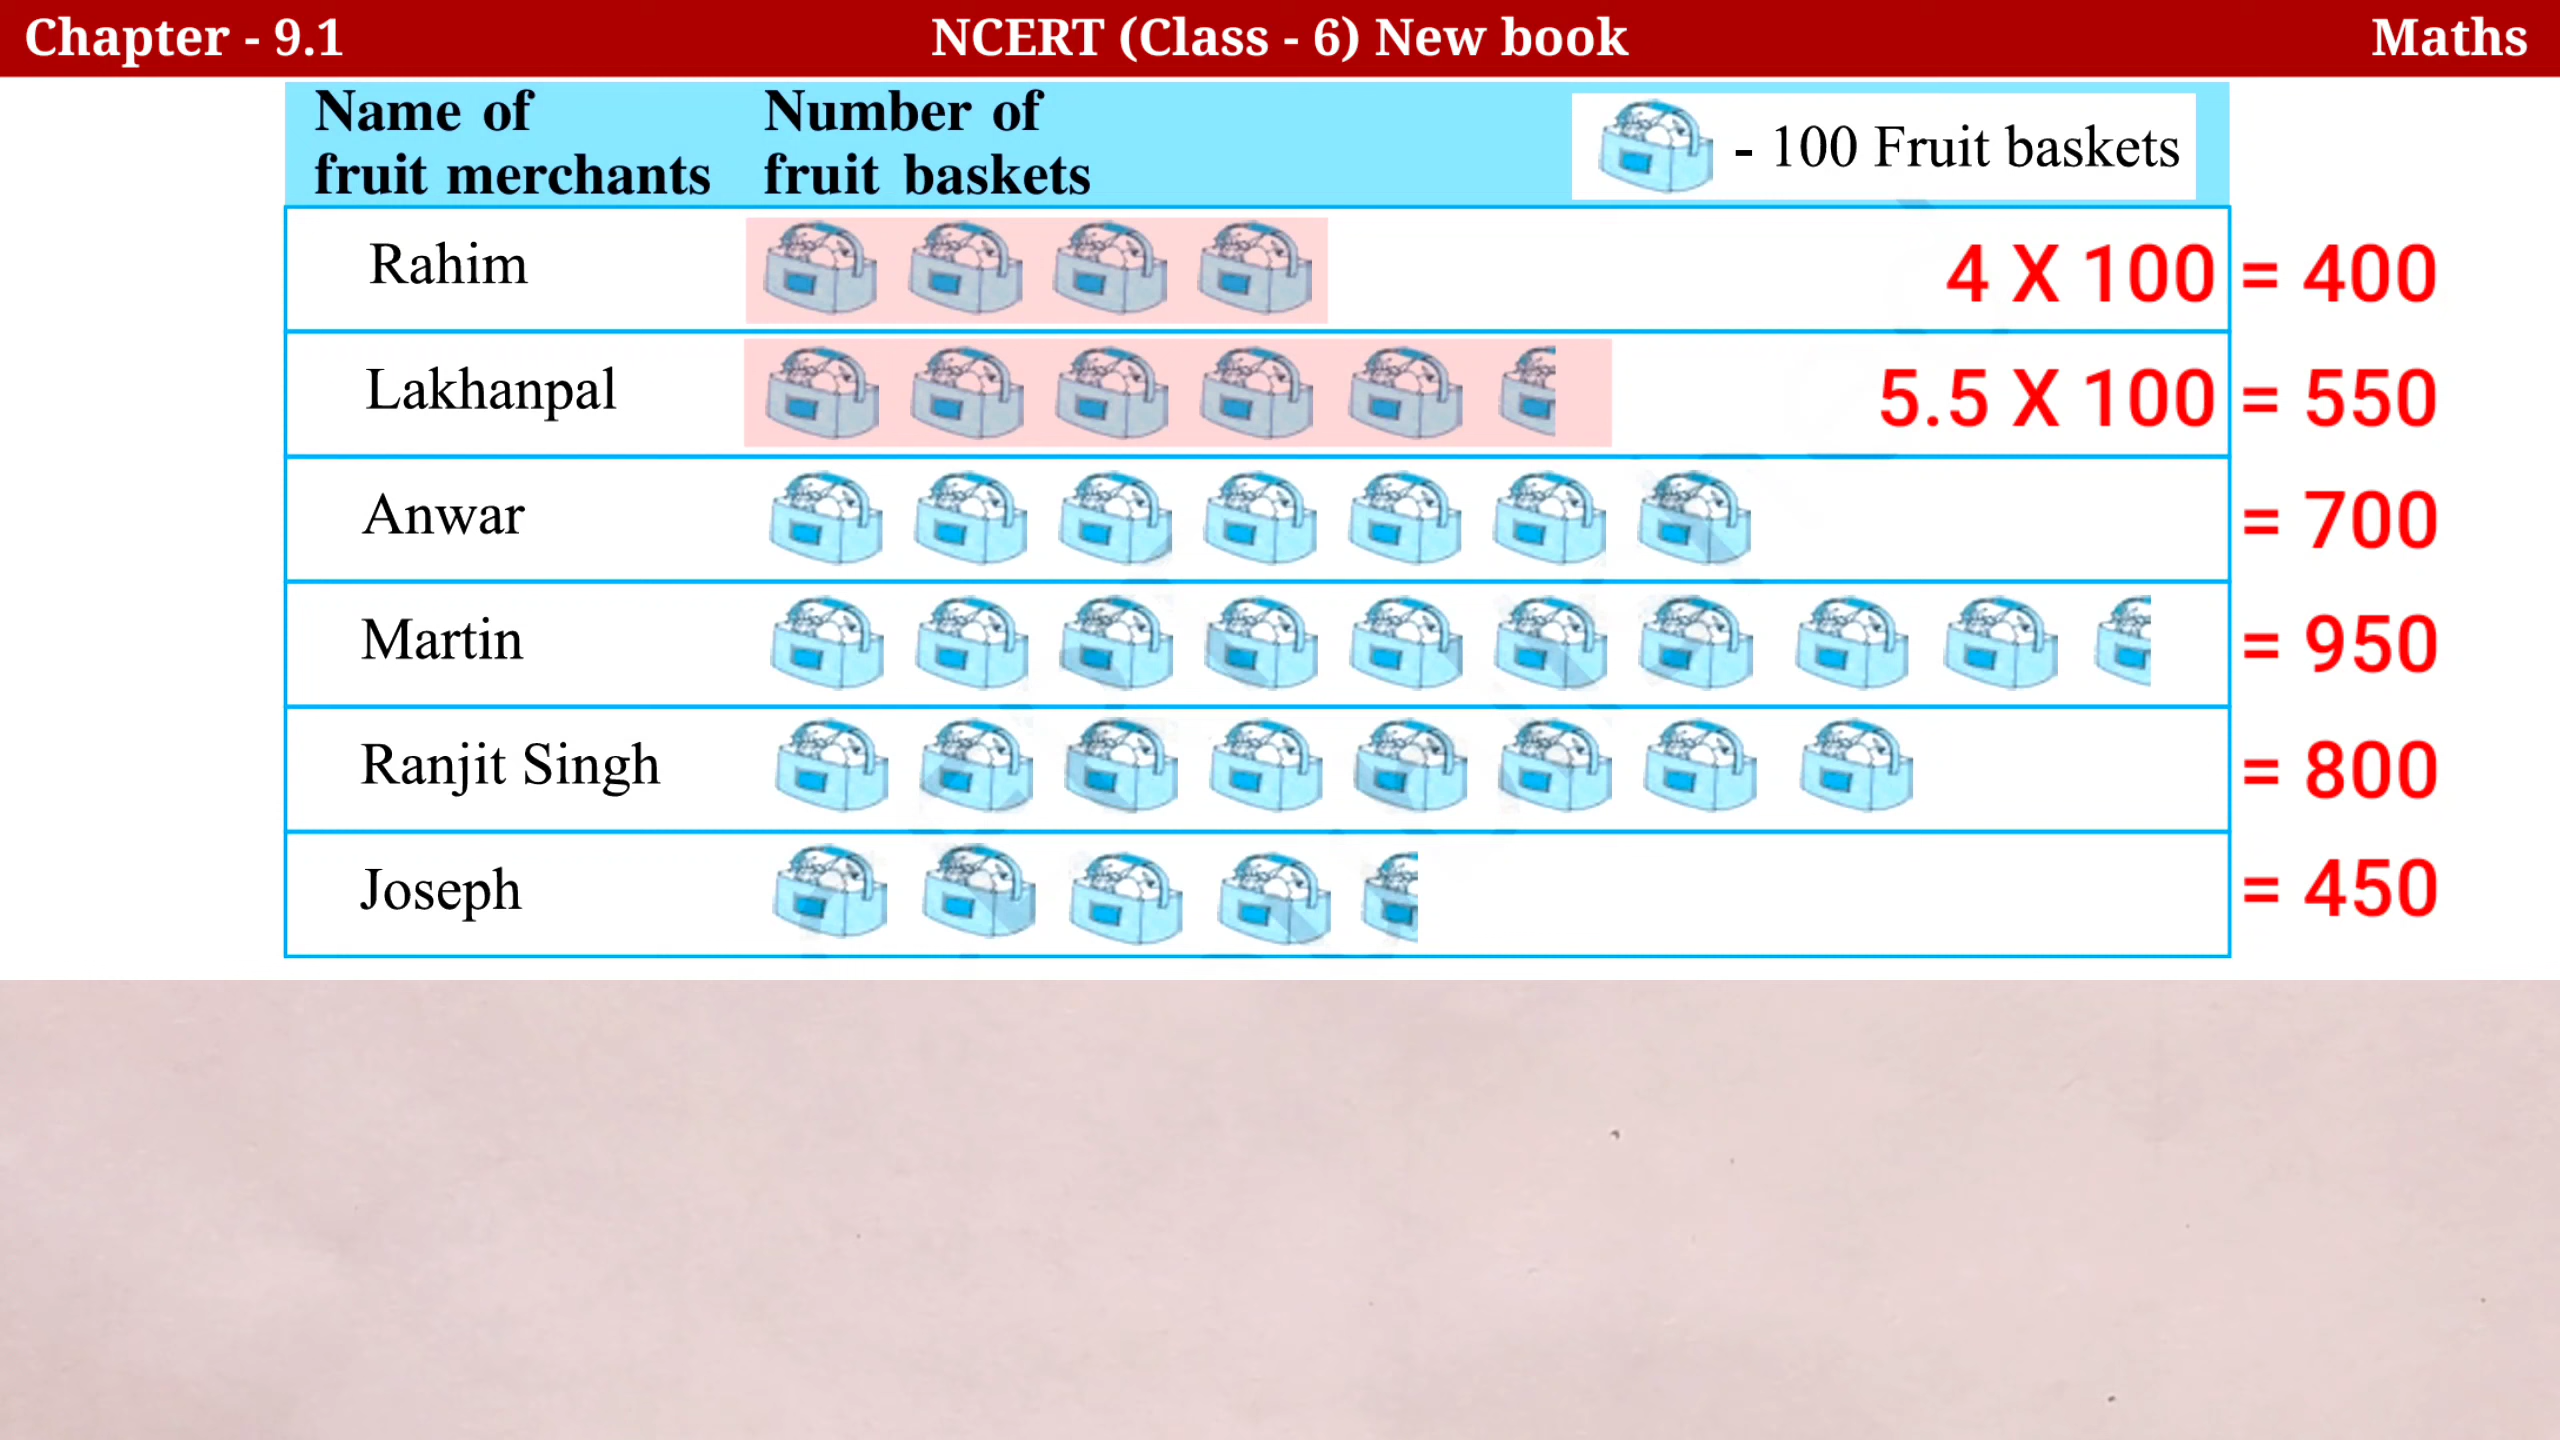 Chapter - 9.1 NCERT (Class - 6) New book Maths
Name of fruit merchants
Number of fruit baskets
- 100 Fruit baskets
Rahim 4 X 100 = 400
Lakhanpal 5.5 X 100 = 550
Anwar = 700
Martin = 950
Ranjit Singh = 800
Joseph = 450